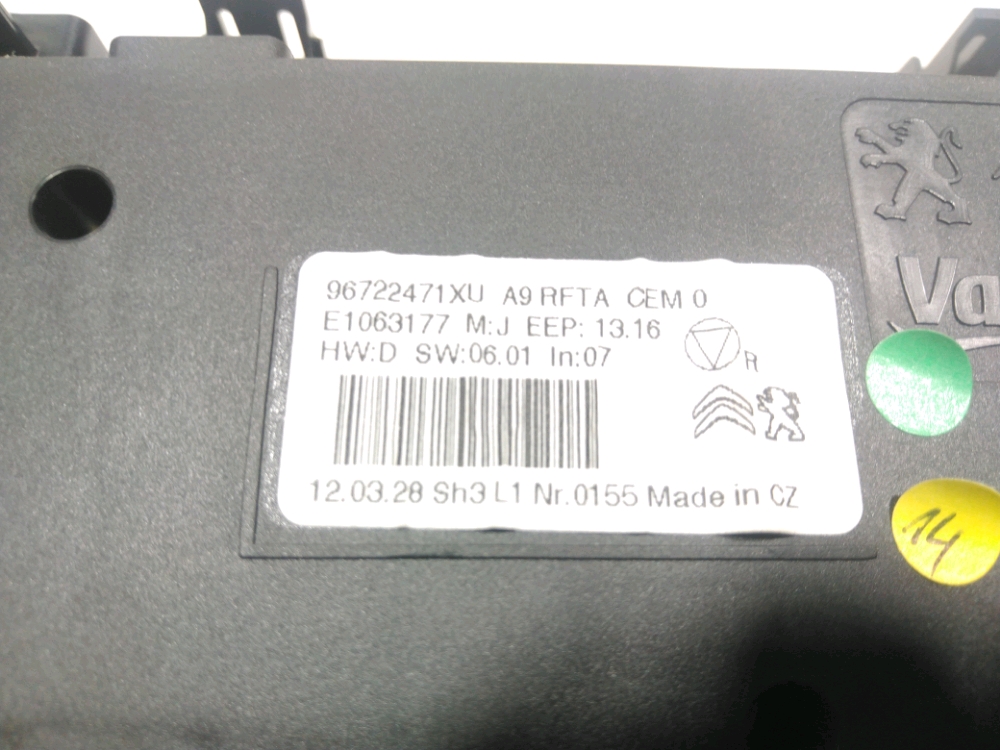 96722471XU A9 RFTA CEM 0
E1063177 M:J EEP: 13.16
HW:D SW:06.01 In:07
R
12.03.28 Sh3 L1 Nr.0155 Made in CZ
Va
14